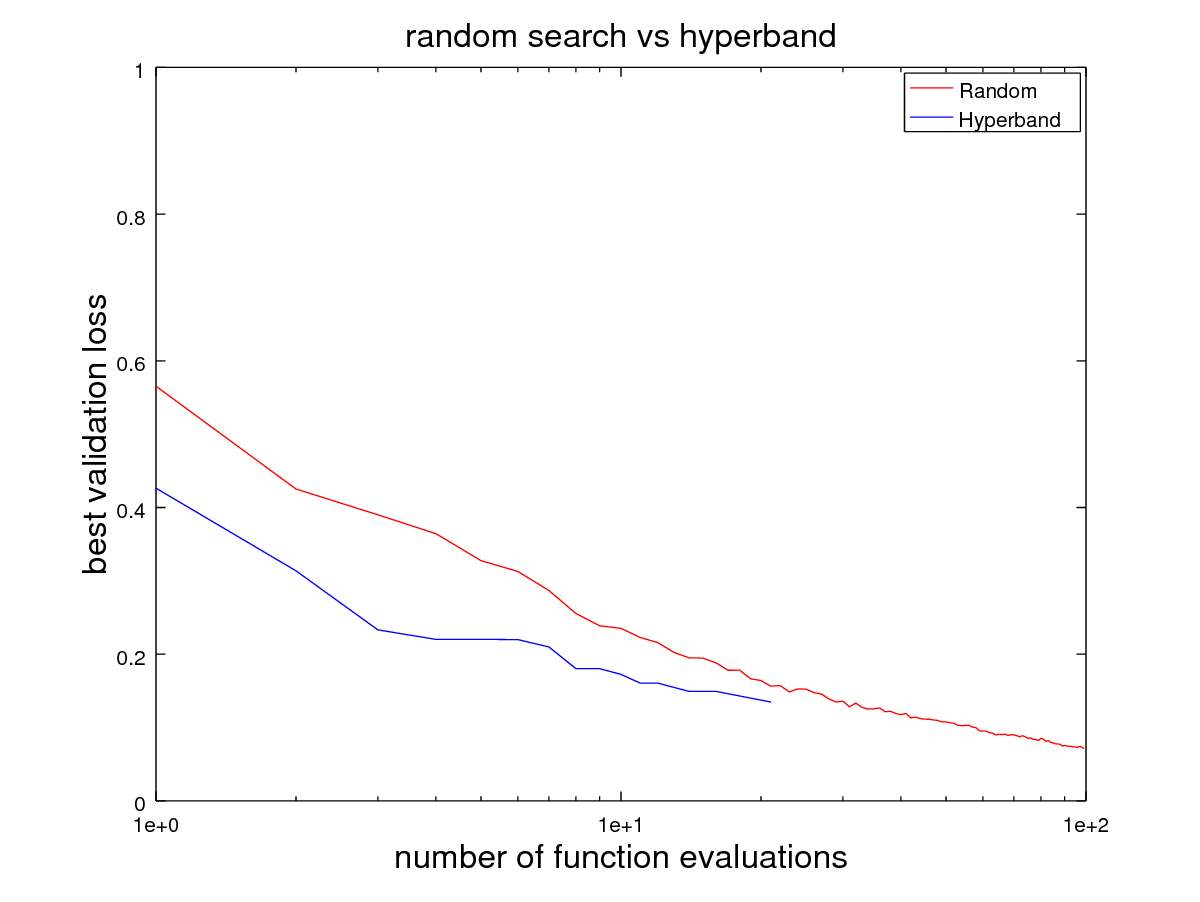 random search vs hyperband
Random
Hyperband
best validation loss
1
0.8
0.6
0.4
0.2
0
1e+0
1e+1
1e+2
number of function evaluations